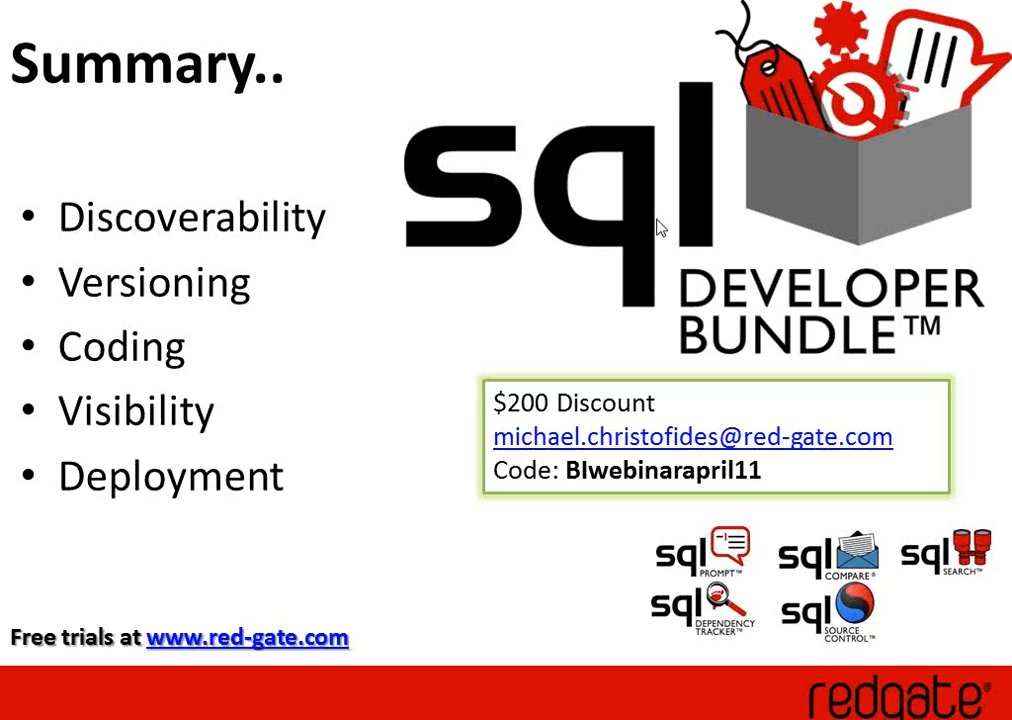 Summary..
sql
DEVELOPER
BUNDLE™
• Discoverability
• Versioning
• Coding
• Visibility
• Deployment
$200 Discount
michael.christofides@red-gate.com
Code: BIwebinarapril11
sql PROMPT™
sql COMPARE®
sql SEARCH™
sql DEPENDENCY TRACKER™
sql SOURCE CONTROL™
Free trials at www.red-gate.com
redgate®